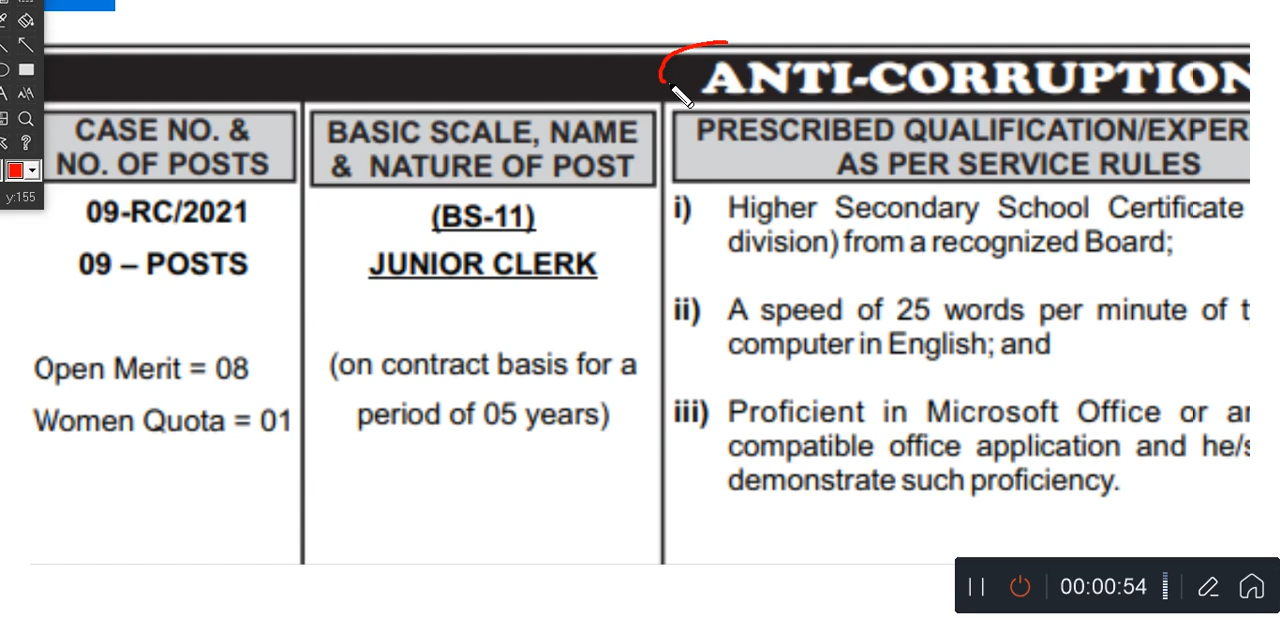 ANTI-CORRUPTION
CASE NO. &
NO. OF POSTS
BASIC SCALE, NAME
& NATURE OF POST
PRESCRIBED QUALIFICATION/EXPER
AS PER SERVICE RULES
09-RC/2021
09 – POSTS
Open Merit = 08
Women Quota = 01
(BS-11)
JUNIOR CLERK
(on contract basis for a
period of 05 years)
i) Higher Secondary School Certificate
division) from a recognized Board;
ii) A speed of 25 words per minute of t
computer in English; and
iii) Proficient in Microsoft Office or
compatible office application and he/s
demonstrate such proficiency.
y:155
00:00:54